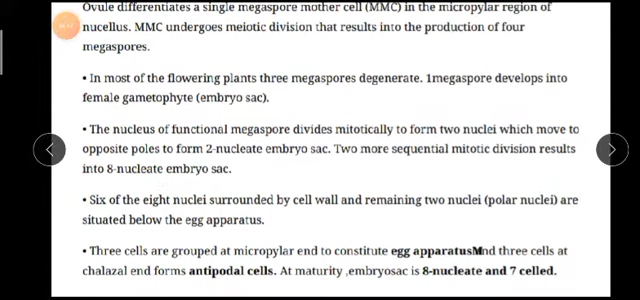 Ovule differentiates a single megaspore mother cell (MMC) in the micropylar region of
nucellus. MMC undergoes meiotic division that results into the production of four
megaspores.
• In most of the flowering plants three megaspores degenerate. 1megaspore develops into
female gametophyte (embryo sac).
• The nucleus of functional megaspore divides mitotically to form two nuclei which move to
opposite poles to form 2-nucleate embryo sac. Two more sequential mitotic division results
into 8-nucleate embryo sac.
• Six of the eight nuclei surrounded by cell wall and remaining two nuclei (polar nuclei) are
situated below the egg apparatus.
• Three cells are grouped at micropylar end to constitute egg apparatus three cells at
chalazal end forms antipodal cells. At maturity ,embryosac is 8-nucleate and 7 celled.